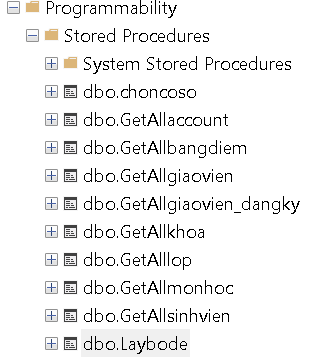 Programmability
Stored Procedures
System Stored Procedures
dbo.choncoso
dbo.GetAllaccount
dbo.GetAllbangdiem
dbo.GetAllgiaovien
dbo.GetAllgiaovien_dangky
dbo.GetAllkhoa
dbo.GetAlllop
dbo.GetAllmonhoc
dbo.GetAllsinhvien
dbo.Laybode